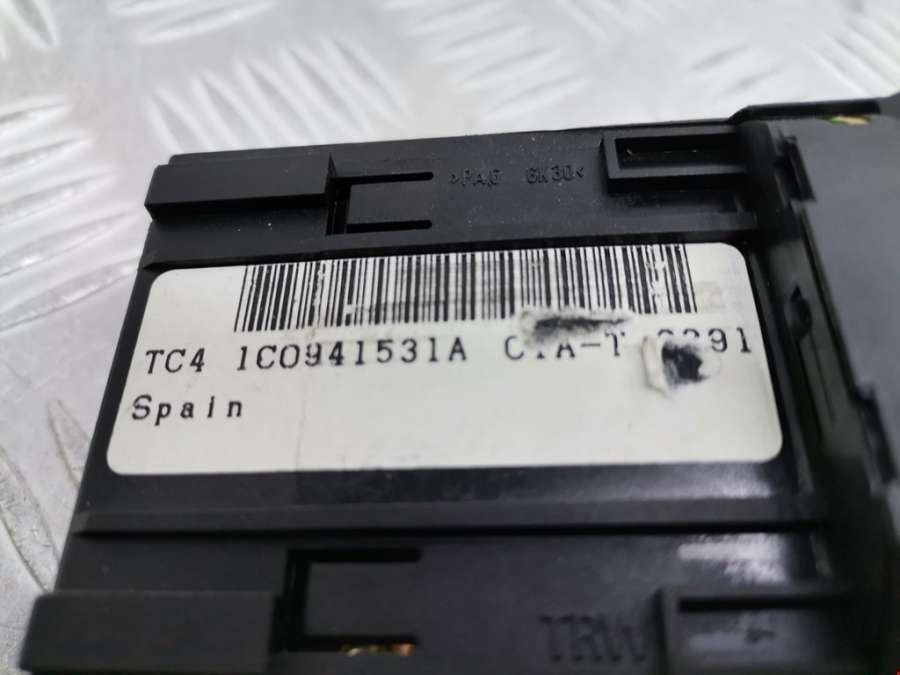 >PA6 GK30<
TC4 1C0941531A
Spain
TRW